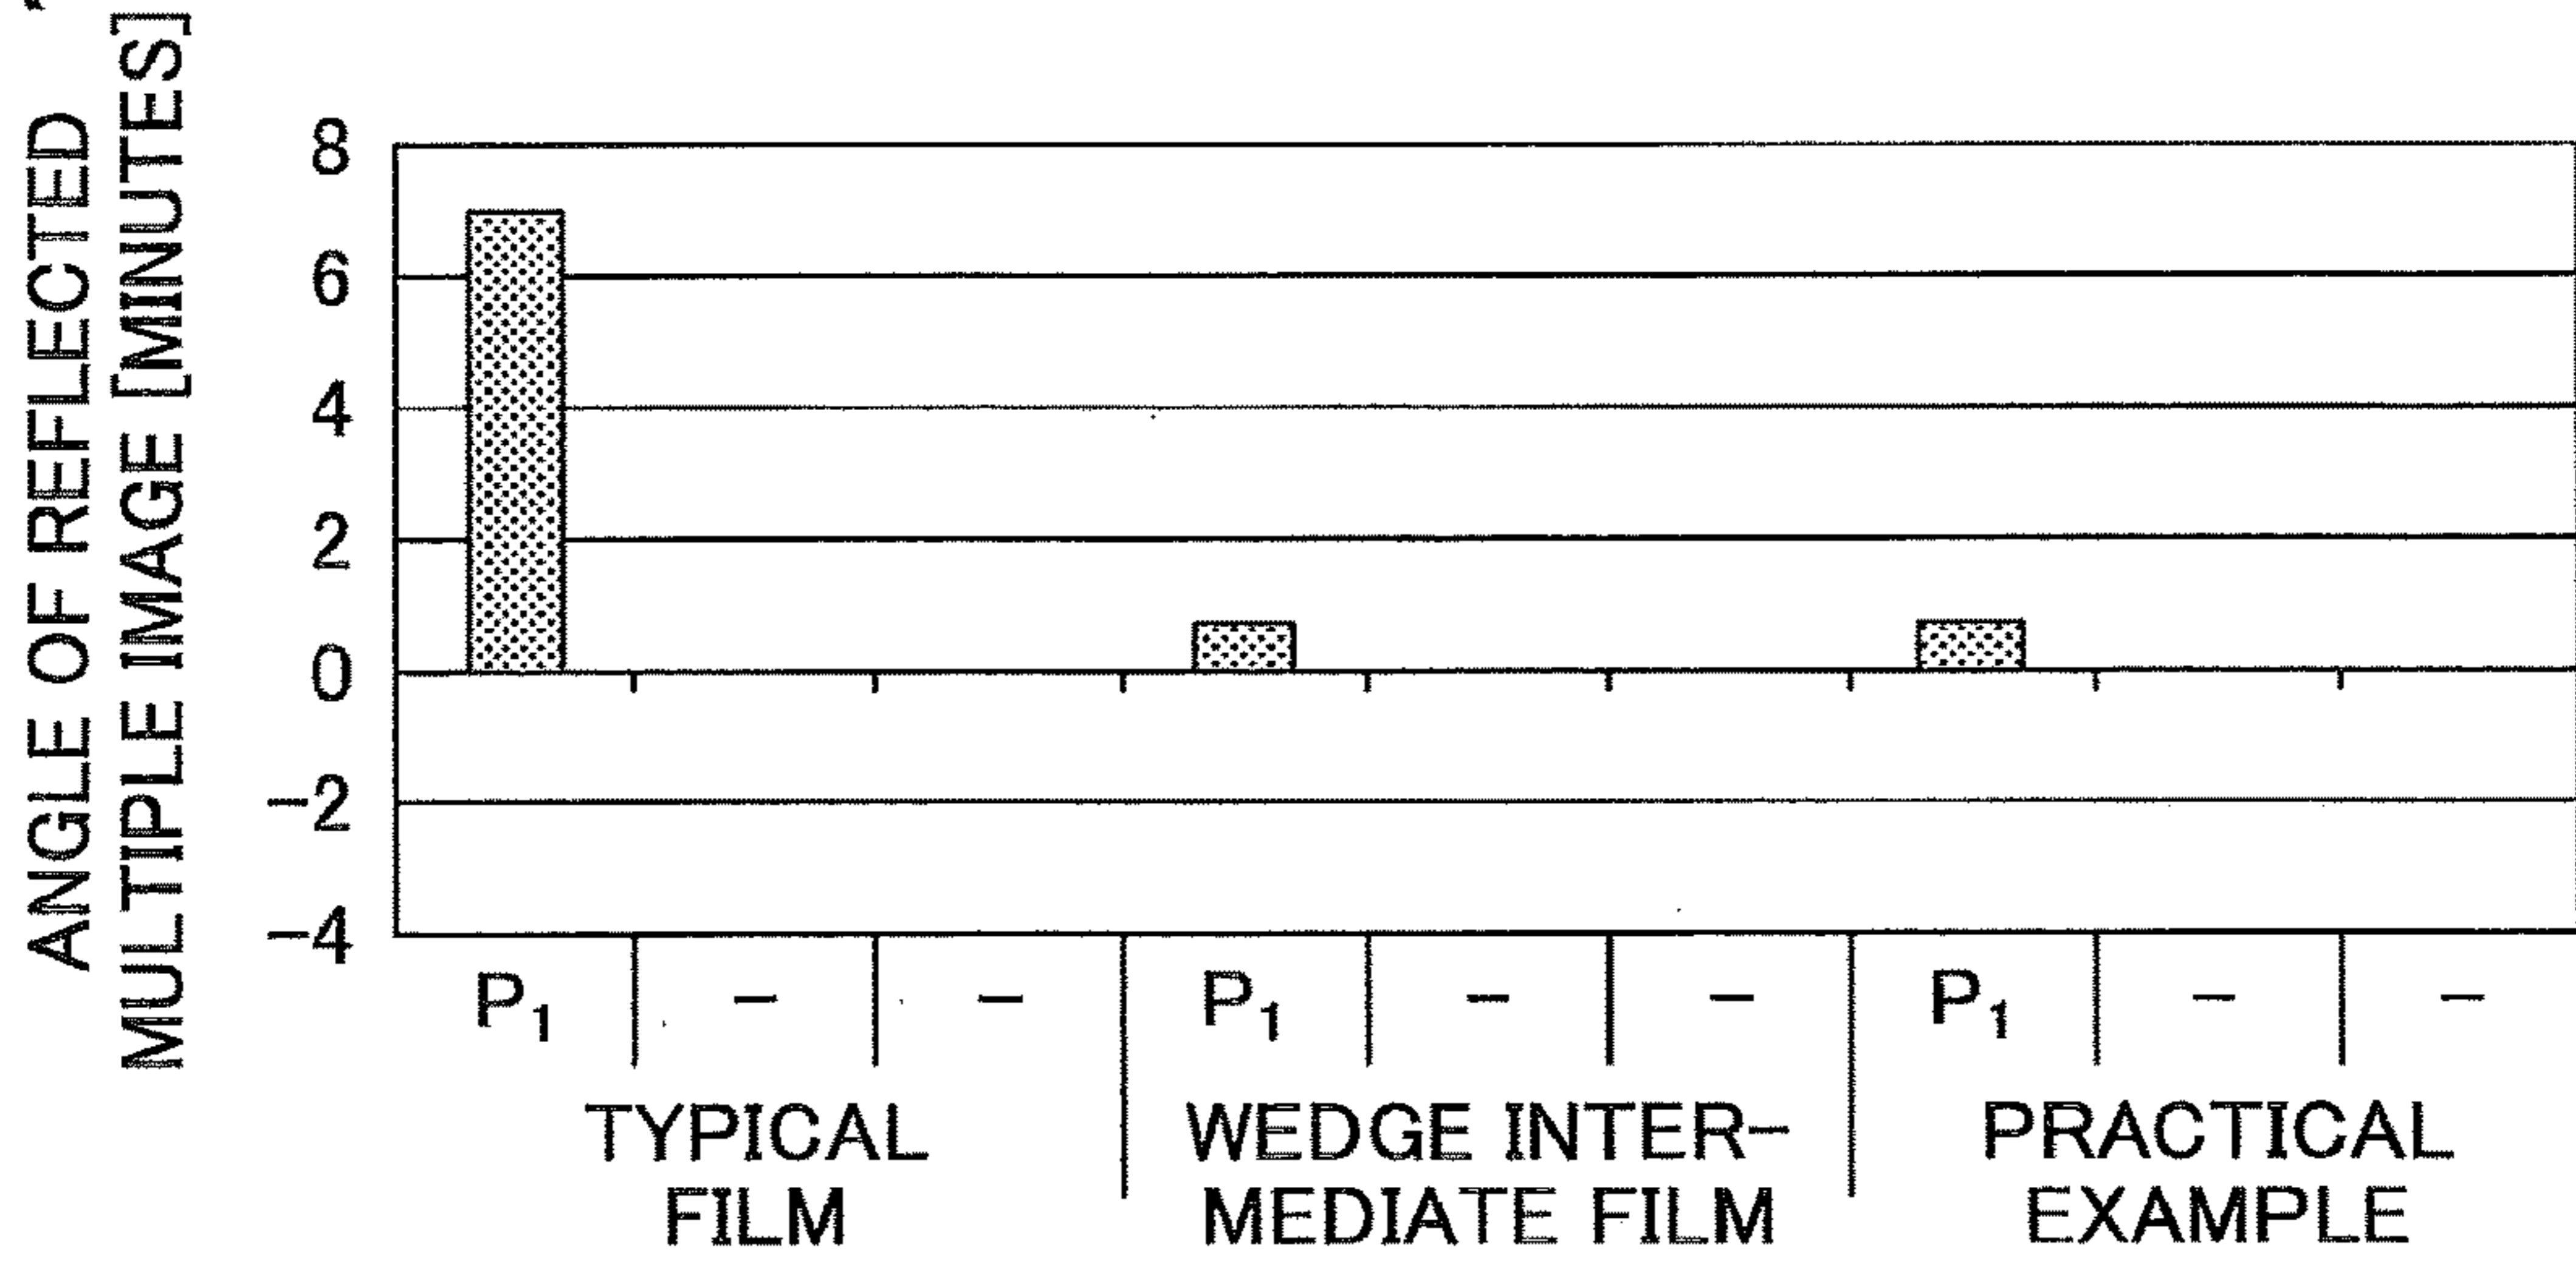 ANGLE OF REFLECTED
MULTIPLE IMAGE [MINUTES]
8
6
4
2
0
−2
−4
P₁ − − P₁ − − P₁ − −
TYPICAL
FILM
WEDGE INTER−
MEDIATE FILM
PRACTICAL
EXAMPLE